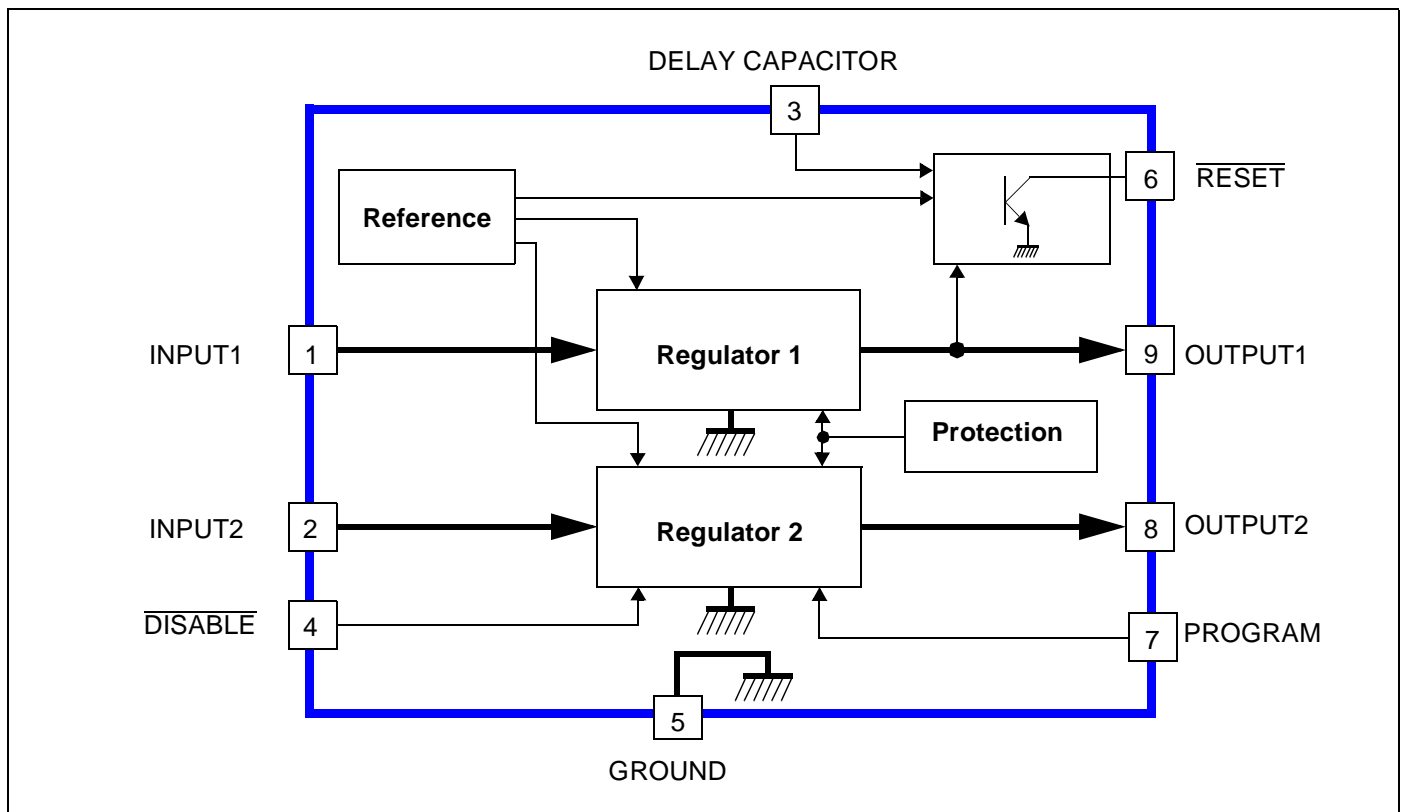 DELAY CAPACITOR
3
6
RESET
Reference
INPUT1
1
Regulator 1
9
OUTPUT1
Protection
INPUT2
2
Regulator 2
8
OUTPUT2
DISABLE
4
7
PROGRAM
5
GROUND